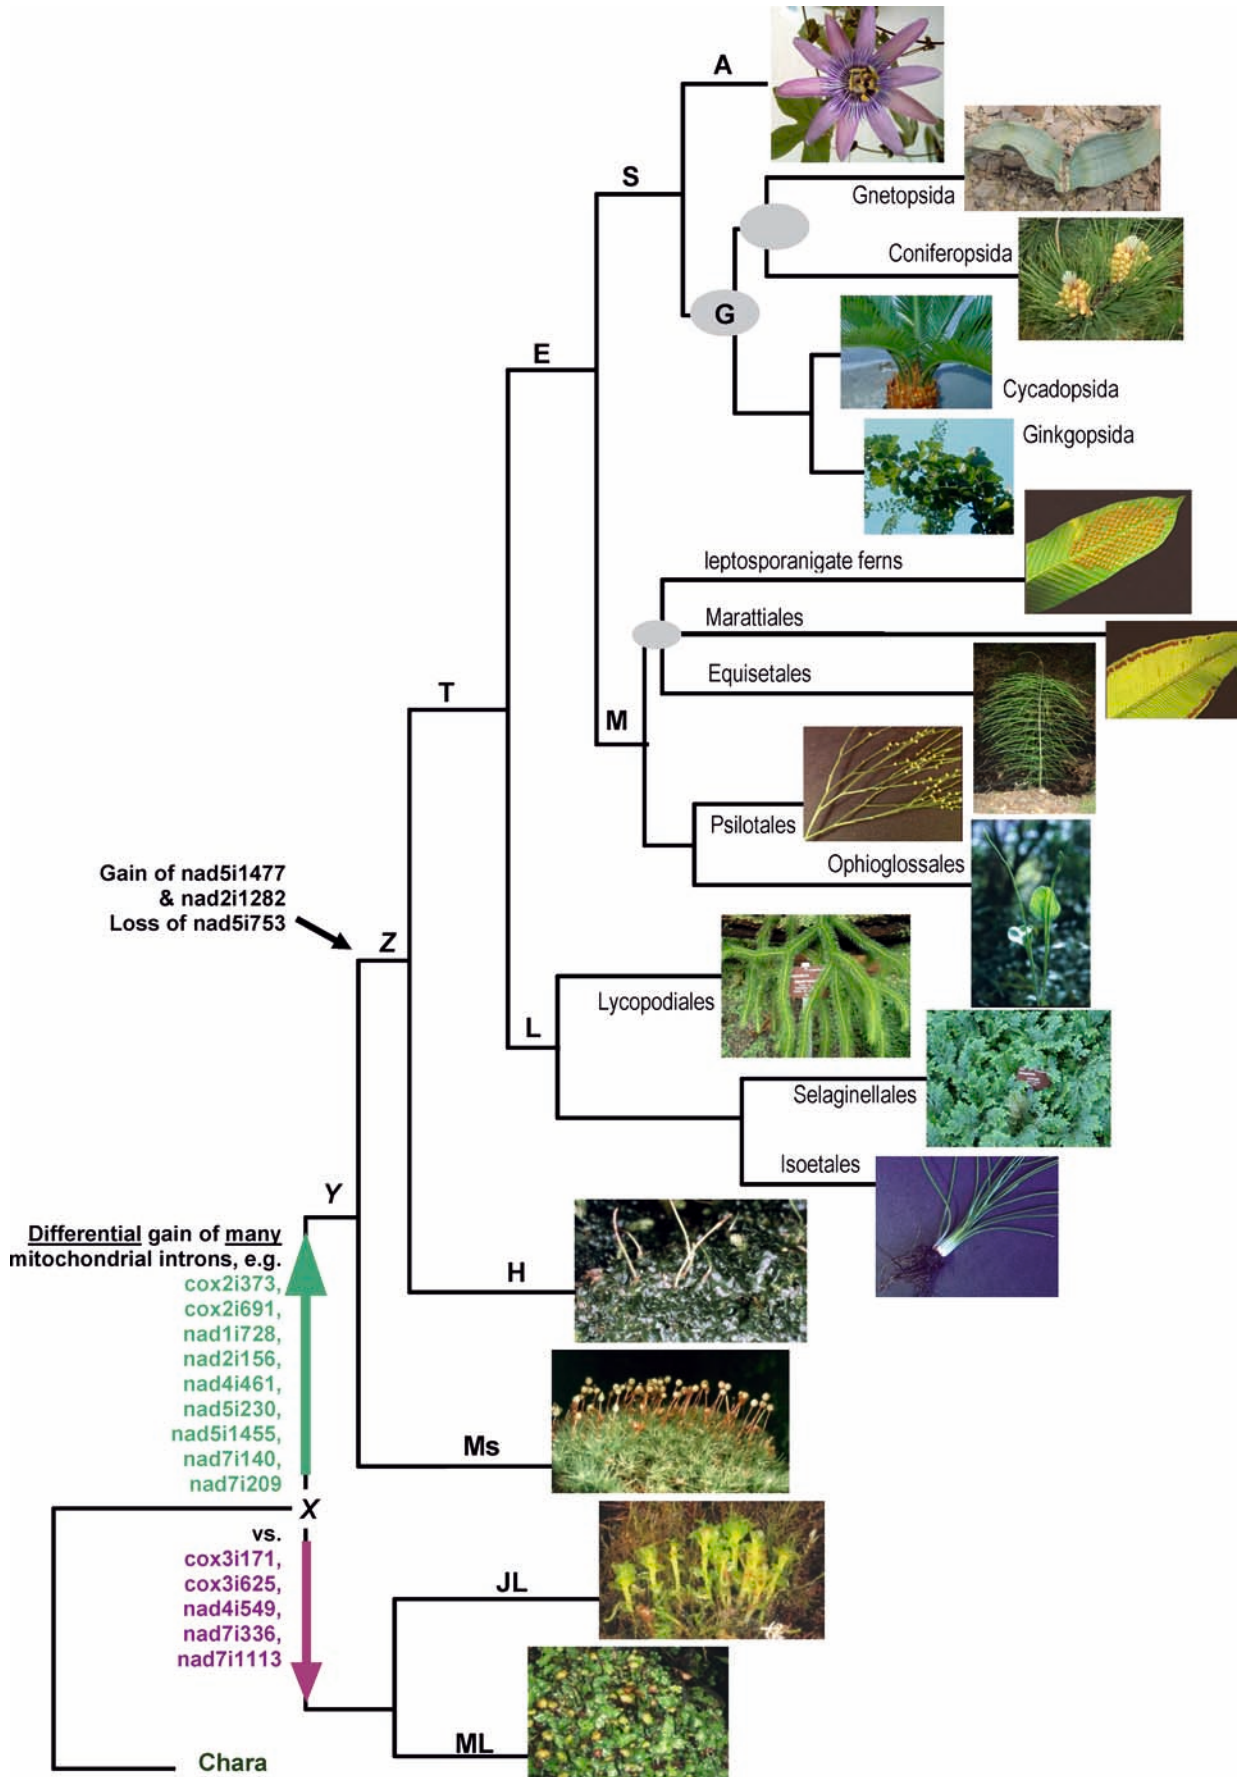 A
S
Gnetopsida
Coniferopsida
G
E
Cycadopsida
Ginkgopsida
leptosporanigate ferns
Marattiales
T
Equisetales
M
Psilotales
Ophioglossales
Gain of nad5i1477
& nad2i1282
Loss of nad5i753
Z
Lycopodiales
L
Selaginellales
Isoetales
Y
Differential gain of many
mitochondrial introns, e.g.
cox2i373,
cox2i691,
nad1i728,
nad2i156,
nad4i461,
nad5i230,
nad5i1455,
nad7i140,
nad7i209
H
Ms
X
vs.
cox3i171,
cox3i625,
nad4i549,
nad7i336,
nad7i1113
JL
ML
Chara